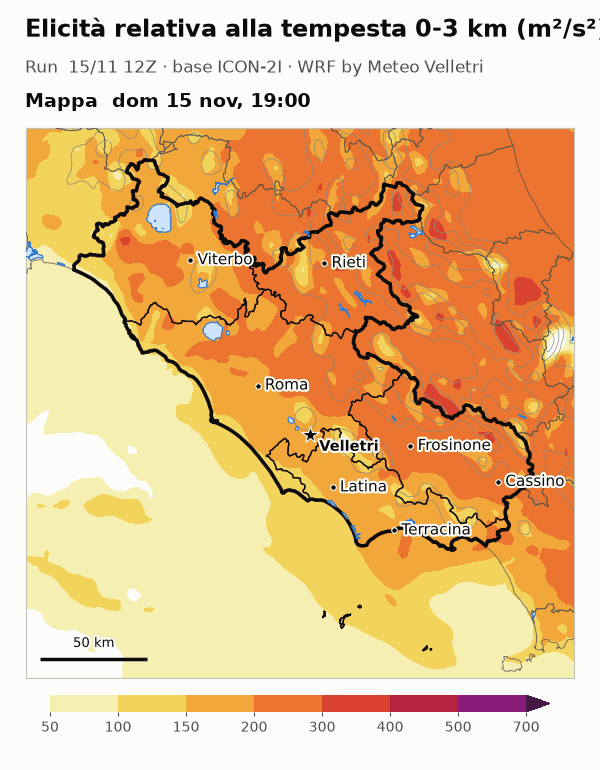 Elicità relativa alla tempesta 0-3 km (m²/s²)
Run 15/11 12Z · base ICON-2I · WRF by Meteo Velletri
Mappa dom 15 nov, 19:00
Viterbo
Rieti
Roma
Velletri
Frosinone
Cassino
Latina
Terracina
50 km
50 100 150 200 300 400 500 700